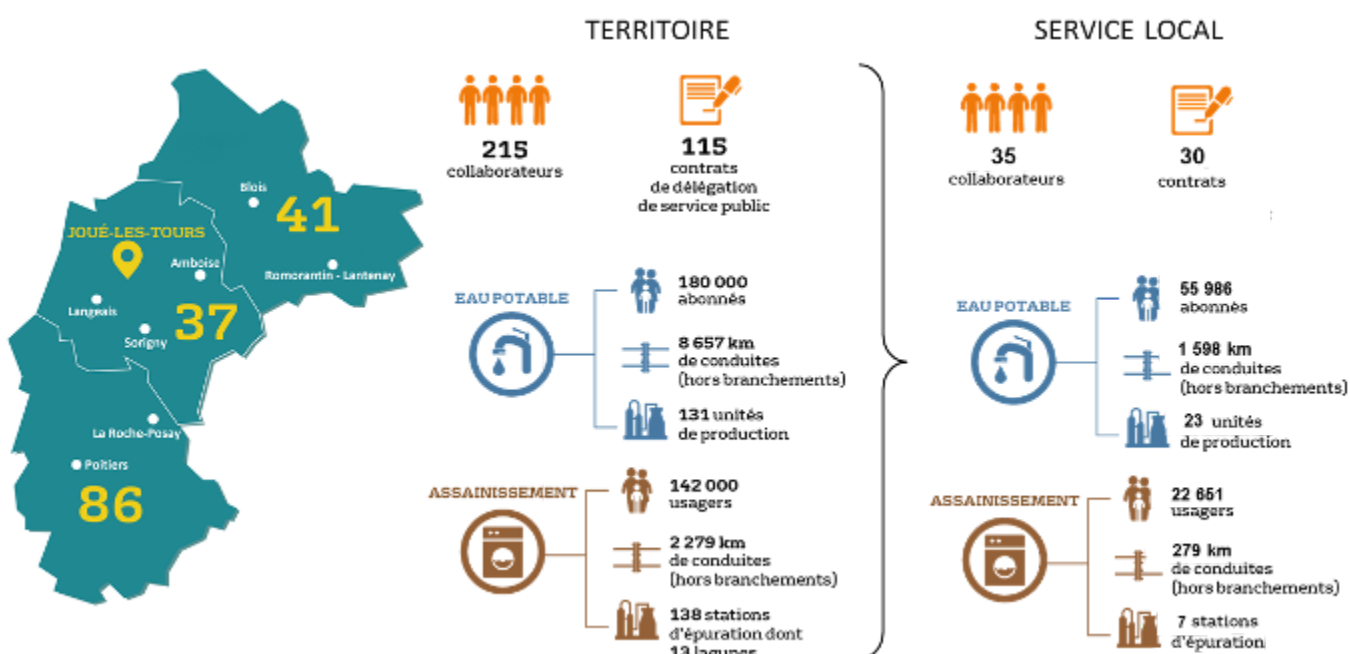 TERRITOIRE
SERVICE LOCAL
Blois
41
JOUÉ-LES-TOURS
Amboise
Romorantin - Lantenay
Langeais
37
Sorigny
La Roche-Posay
Poitiers
86
215
collaborateurs
115
contrats
de délégation
de service public
EAU POTABLE
180 000
abonnés
8 657 km
de conduites
(hors branchements)
131 unités
de production
ASSAINISSEMENT
142 000
usagers
2 279 km
de conduites
(hors branchements)
138 stations
d'épuration dont
13 lagunes
35
collaborateurs
30
contrats
EAU POTABLE
55 986
abonnés
1 598 km
de conduites
(hors branchements)
23 unités
de production
ASSAINISSEMENT
22 651
usagers
279 km
de conduites
(hors branchements)
7 stations
d'épuration